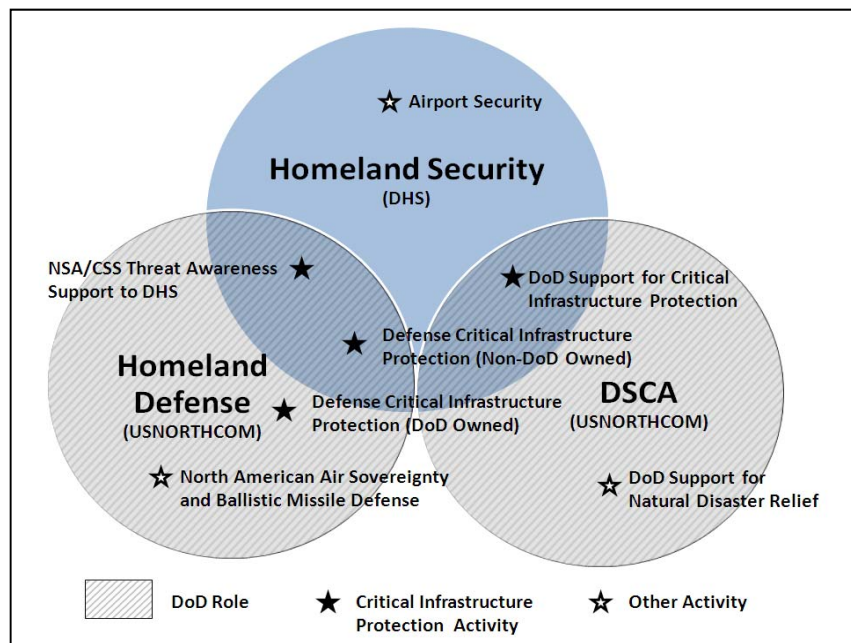 Airport Security
Homeland Security
(DHS)
NSA/CSS Threat Awareness
Support to DHS
DoD Support for Critical
Infrastructure Protection
Defense Critical Infrastructure
Protection (Non-DoD Owned)
Homeland
Defense
(USNORTHCOM)
DSCA
(USNORTHCOM)
Defense Critical Infrastructure
Protection (DoD Owned)
North American Air Sovereignty
and Ballistic Missile Defense
DoD Support for
Natural Disaster Relief
DoD Role
Critical Infrastructure
Protection Activity
Other Activity